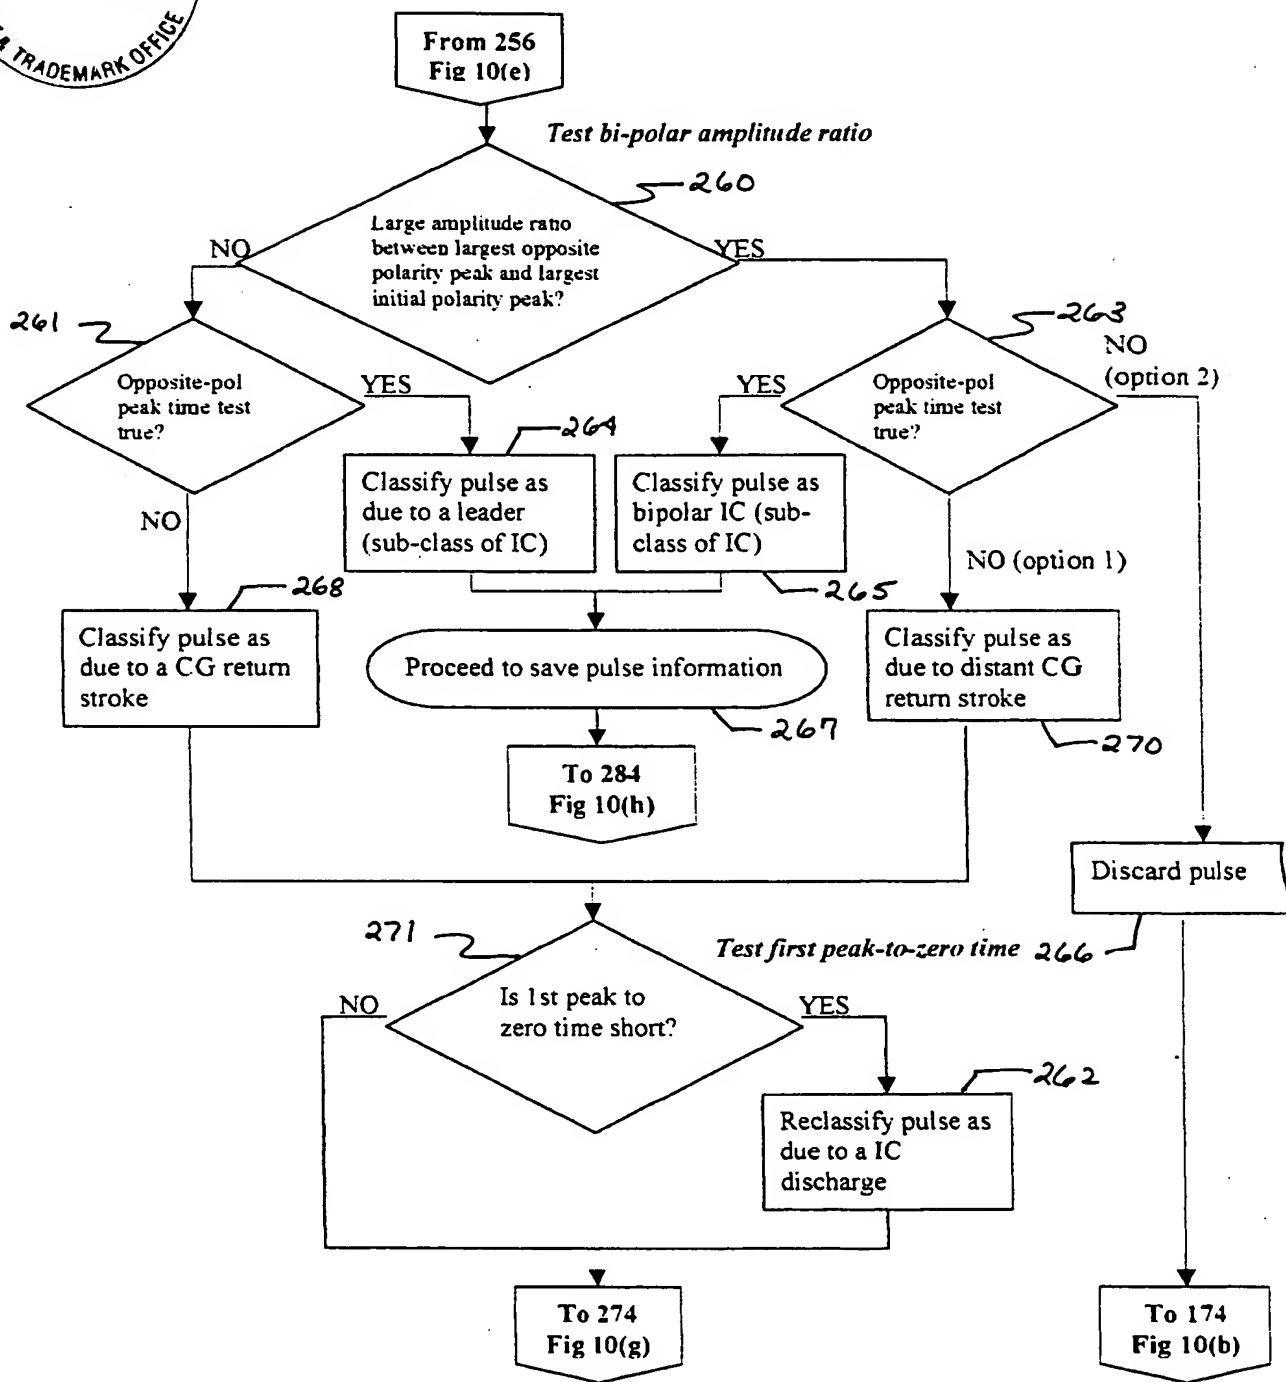 TRADEMARK OFFICE
From 256
Fig 10(e)
Test bi-polar amplitude ratio
260
Large amplitude ratio
between largest opposite
polarity peak and largest
initial polarity peak?
NO
YES
261
263
Opposite-pol
peak time test
true?
YES
YES
Opposite-pol
peak time test
true?
NO
(option 2)
264
Classify pulse as
due to a leader
(sub-class of IC)
Classify pulse as
bipolar IC (sub-
class of IC)
NO
NO (option 1)
268
265
Classify pulse as
due to a CG return
stroke
Proceed to save pulse information
Classify pulse as
due to distant CG
return stroke
267
270
To 284
Fig 10(h)
Discard pulse
271
Test first peak-to-zero time
266
Is 1st peak to
zero time short?
NO
YES
262
Reclassify pulse as
due to a IC
discharge
To 274
Fig 10(g)
To 174
Fig 10(b)